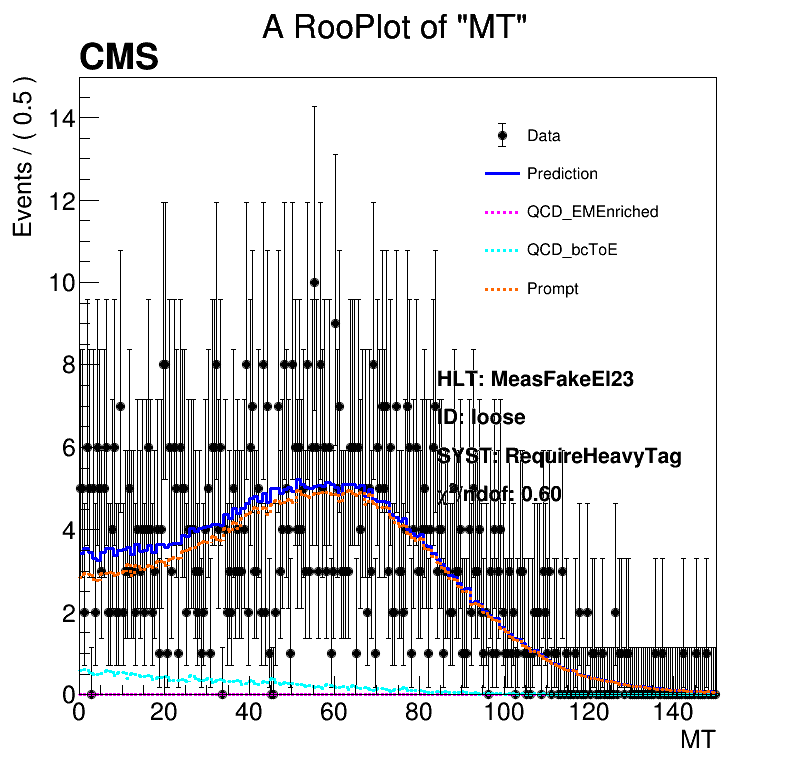 A RooPlot of "MT"
CMS
Events / ( 0.5 )
14
12
10
8
6
4
2
0
Data
Prediction
QCD_EMEnriched
QCD_bcToE
Prompt
HLT: MeasFakeEl23
ID: loose
SYST: RequireHeavyTag
χ²/ndof: 0.60
0 20 40 60 80 100 120 140
MT